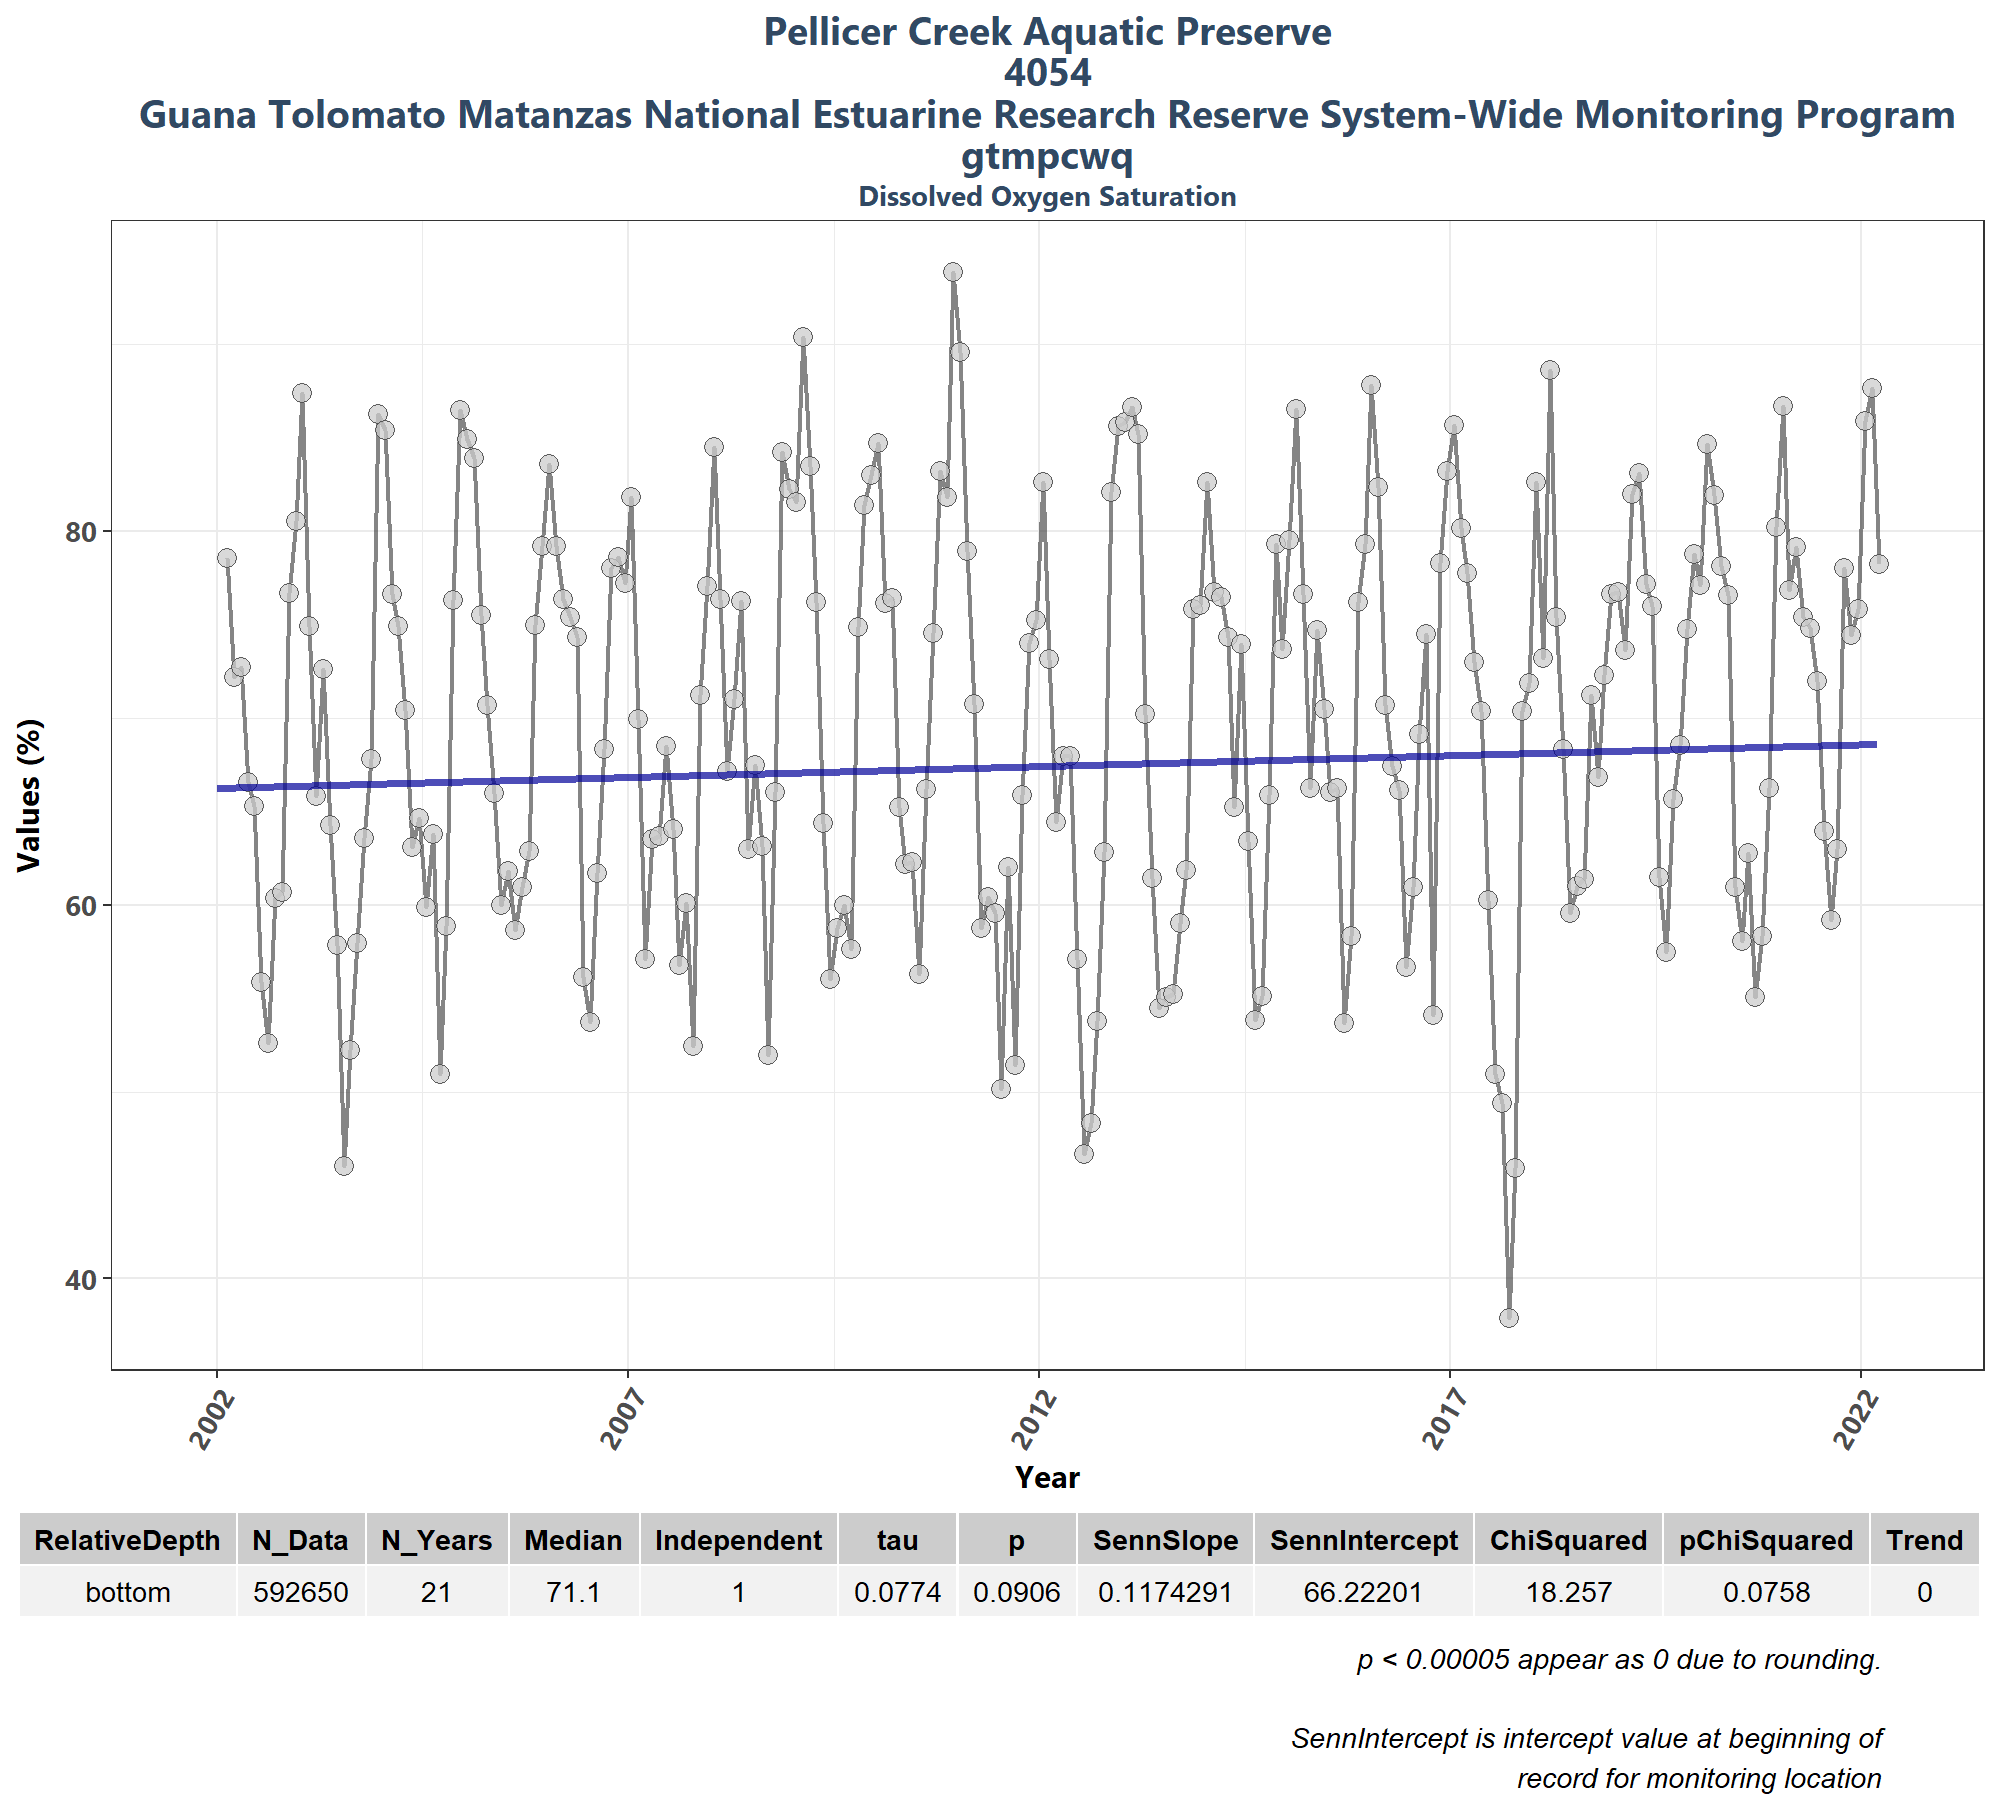 Pellicer Creek Aquatic Preserve
4054
Guana Tolomato Matanzas National Estuarine Research Reserve System-Wide Monitoring Program
gtmpcwq
Dissolved Oxygen Saturation
Values (%)
80
60
40
2002
2007
2012
2017
2022
Year
RelativeDepth N_Data N_Years Median Independent tau p SennSlope SennIntercept ChiSquared pChiSquared Trend
bottom 592650 21 71.1 1 0.0774 0.0906 0.1174291 66.22201 18.257 0.0758 0
p < 0.00005 appear as 0 due to rounding.
SennIntercept is intercept value at beginning of
record for monitoring location